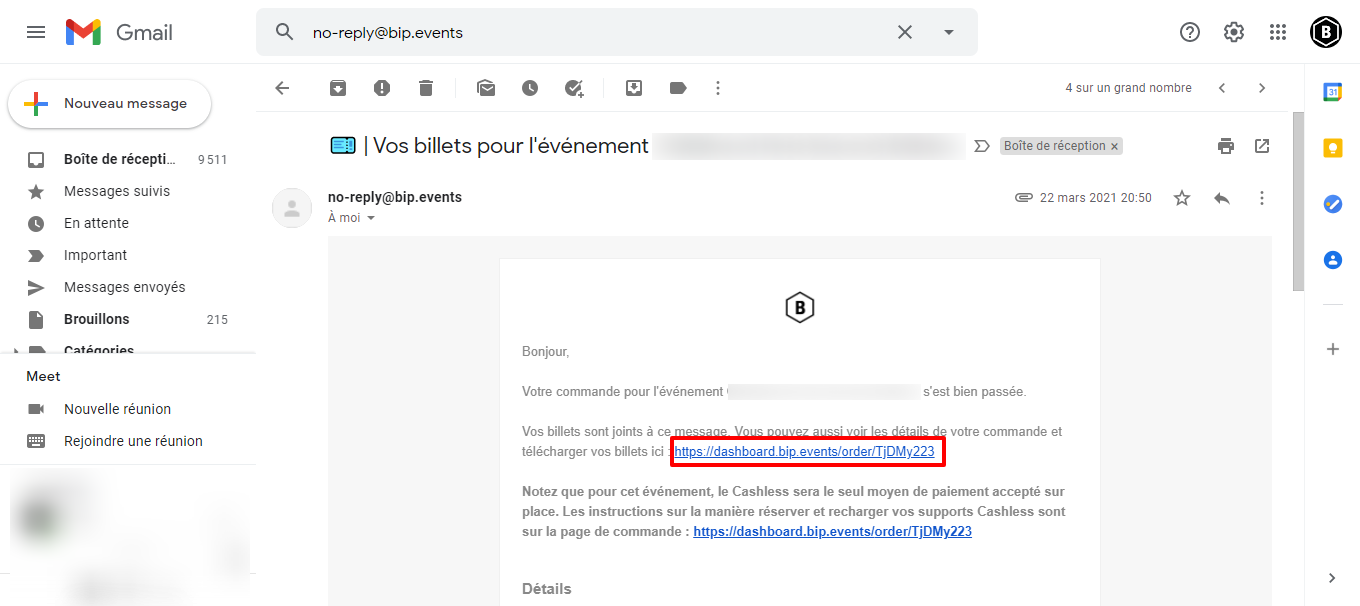 Gmail
no-reply@bip.events
B
Nouveau message
4 sur un grand nombre
31
Boîte de récepti... 9 511
Messages suivis
En attente
Important
Messages envoyés
Brouillons 215
Catégories
Meet
Nouvelle réunion
Rejoindre une réunion
| Vos billets pour l'événement
Boîte de réception ×
no-reply@bip.events
22 mars 2021 20:50
À moi
B
Bonjour,
Votre commande pour l'événement s'est bien passée.
Vos billets sont joints à ce message. Vous pouvez aussi voir les détails de votre commande et
télécharger vos billets ici : https://dashboard.bip.events/order/TjDMy223
Notez que pour cet événement, le Cashless sera le seul moyen de paiement accepté sur
place. Les instructions sur la manière réserver et recharger vos supports Cashless sont
sur la page de commande : https://dashboard.bip.events/order/TjDMy223
Détails